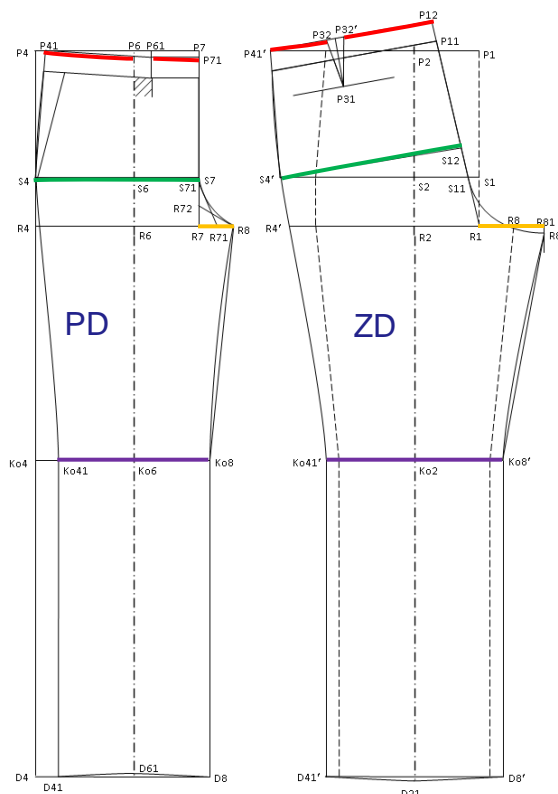 P12
P41 P6 P61 P7 P32 P32′ P11
P4 P71 P41′ P2 P1
P31
S12
S4 S6 S71 S7 S4′ S2 S11 S1
R72 R8 R81
R4 R6 R7 R71 R8 R4′ R2 R1
PD ZD
Ko4 Ko41 Ko6 Ko8 Ko41′ Ko2 Ko8′
D61
D4 D8 D41′ D8′
D41 D21